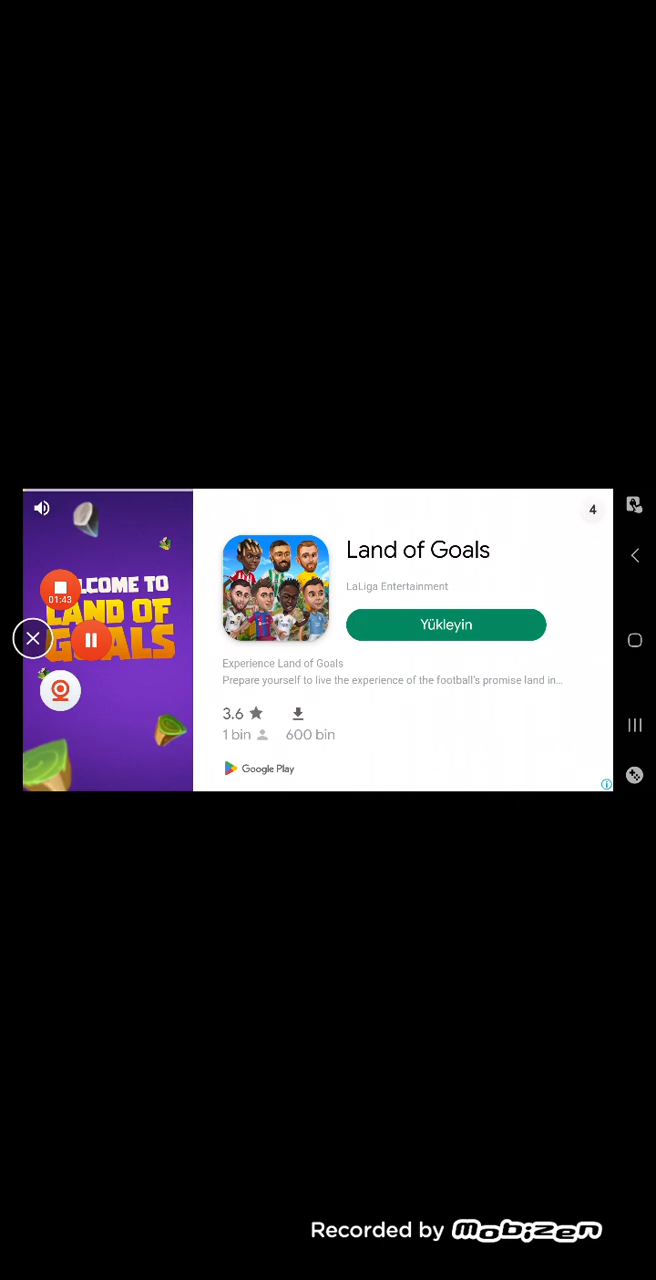 4
Land of Goals
LCOME TO
LAND OF
GOALS
01:43
LaLiga Entertainment
Yükleyin
Experience Land of Goals
Prepare yourself to live the experience of the football's promise land in...
3.6
1 bin 600 bin
Google Play
Recorded by mobizen